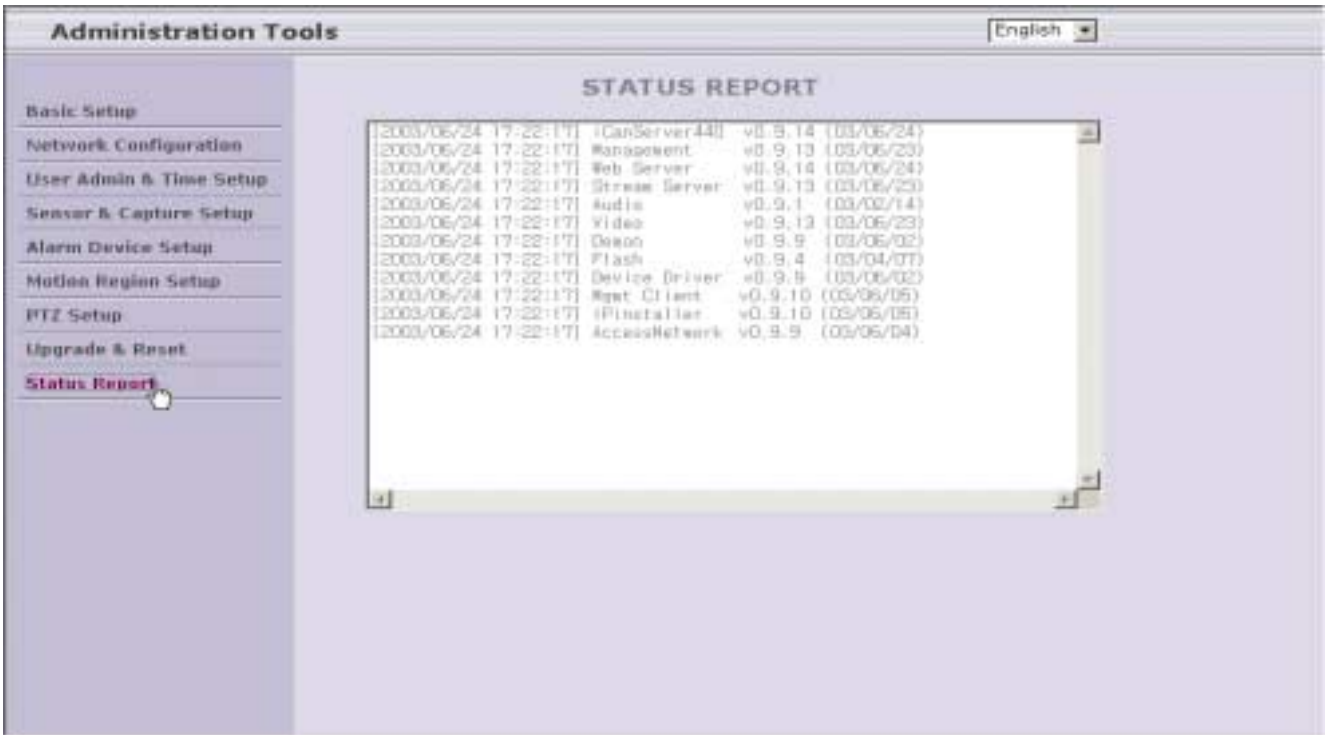 Administration Tools
English
Basic Setup
Network Configuration
User Admin & Time Setup
Sensor & Capture Setup
Alarm Device Setup
Motion Region Setup
PTZ Setup
Upgrade & Reset
Status Report
STATUS REPORT
[2003/06/24 17:22:17] iCanServer440 v0.9.14 (03/06/24)
[2003/06/24 17:22:17] Management v0.9.13 (03/06/23)
[2003/06/24 17:22:17] Web Server v0.9.14 (03/06/24)
[2003/06/24 17:22:17] Stream Server v0.9.13 (03/06/23)
[2003/06/24 17:22:17] Audio v0.9.1 (03/02/14)
[2003/06/24 17:22:17] Video v0.9.13 (03/06/23)
[2003/06/24 17:22:17] Demon v0.9.9 (03/06/02)
[2003/06/24 17:22:17] Flash v0.9.4 (03/04/07)
[2003/06/24 17:22:17] Device Driver v0.9.9 (03/06/02)
[2003/06/24 17:22:17] Mgmt Client v0.9.10 (03/06/05)
[2003/06/24 17:22:17] iPinstaller v0.9.10 (03/06/05)
[2003/06/24 17:22:17] AccessNetwork v0.9.9 (03/06/04)